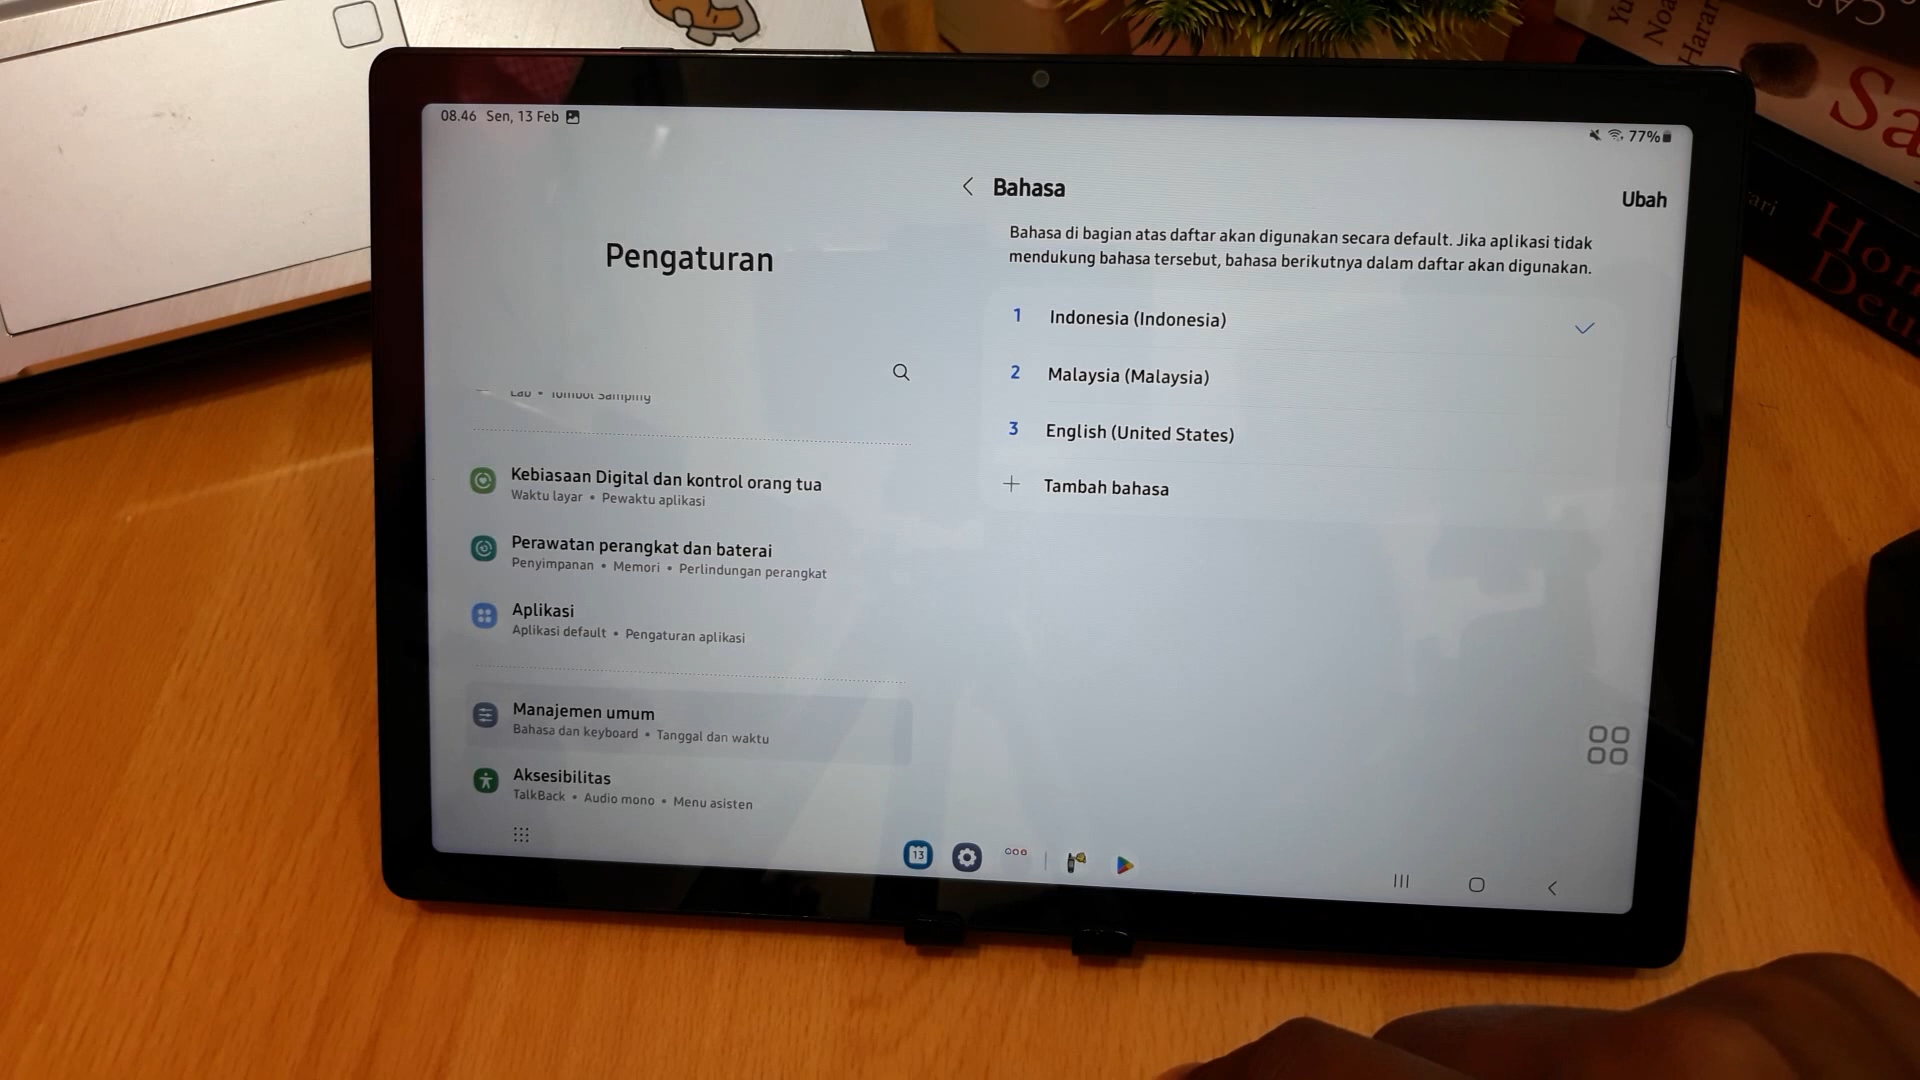 08.46 Sen, 13 Feb
77%
Pengaturan
Lab • Tombol Samping
Kebiasaan Digital dan kontrol orang tua
Waktu layar • Pewaktu aplikasi
Perawatan perangkat dan baterai
Penyimpanan • Memori • Perlindungan perangkat
Aplikasi
Aplikasi default • Pengaturan aplikasi
Manajemen umum
Bahasa dan keyboard • Tanggal dan waktu
Aksesibilitas
TalkBack • Audio mono • Menu asisten
Bahasa
Ubah
Bahasa di bagian atas daftar akan digunakan secara default. Jika aplikasi tidak
mendukung bahasa tersebut, bahasa berikutnya dalam daftar akan digunakan.
1 Indonesia (Indonesia)
2 Malaysia (Malaysia)
3 English (United States)
+ Tambah bahasa
13